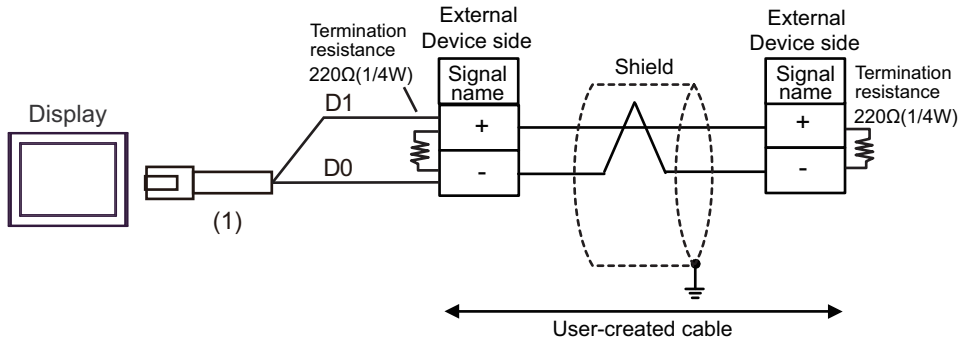 External
Device side
Termination
resistance
220Ω(1/4W)
Signal
name
+
-
D1
D0
Display
(1)
Shield
External
Device side
Signal
name
+
-
Termination
resistance
220Ω(1/4W)
User-created cable